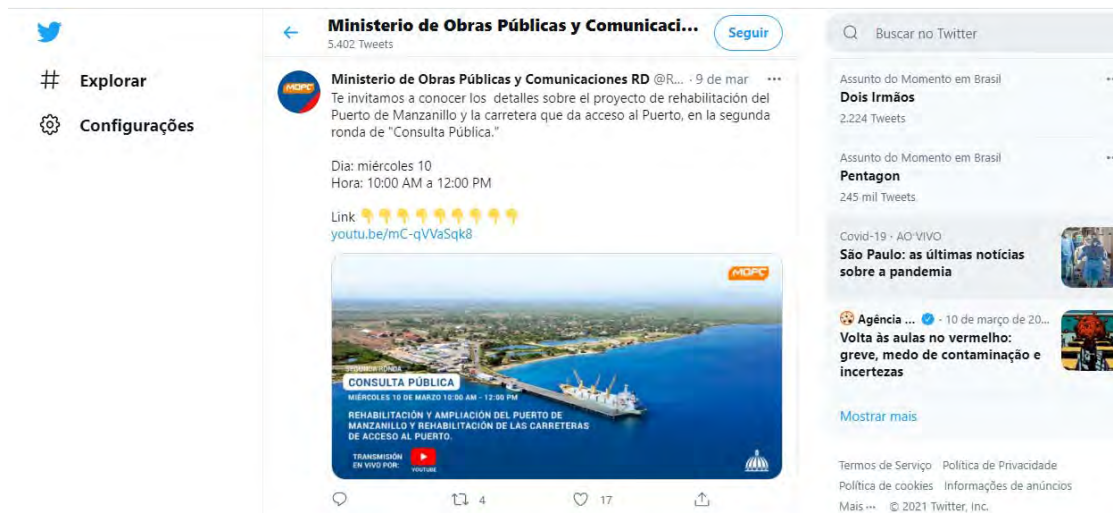 Explorar
Configurações
Ministerio de Obras Públicas y Comunicaci...
5.402 Tweets
Seguir
MOPC
Ministerio de Obras Públicas y Comunicaciones RD @R... · 9 de mar
Te invitamos a conocer los detalles sobre el proyecto de rehabilitación del
Puerto de Manzanillo y la carretera que da acceso al Puerto, en la segunda
ronda de "Consulta Pública."
Dia: miércoles 10
Hora: 10:00 AM a 12:00 PM
Link 👇👇👇👇👇👇👇👇👇
youtu.be/mC-qVVaSqk8
MOPC
SEGUNDA RONDA
CONSULTA PÚBLICA
MIÉRCOLES 10 DE MARZO 10:00 AM - 12:00 PM
REHABILITACIÓN Y AMPLIACIÓN DEL PUERTO DE
MANZANILLO Y REHABILITACIÓN DE LAS CARRETERAS
DE ACCESO AL PUERTO.
TRANSMISIÓN
EN VIVO POR:
YOUTUBE
4
17
Buscar no Twitter
Assunto do Momento em Brasil
Dois Irmãos
2.224 Tweets
Assunto do Momento em Brasil
Pentagon
245 mil Tweets
Covid-19 · AO VIVO
São Paulo: as últimas notícias
sobre a pandemia
Agência ... · 10 de março de 20...
Volta às aulas no vermelho:
greve, medo de contaminação e
incertezas
Mostrar mais
Termos de Serviço Política de Privacidade
Política de cookies Informações de anúncios
Mais ··· © 2021 Twitter, Inc.